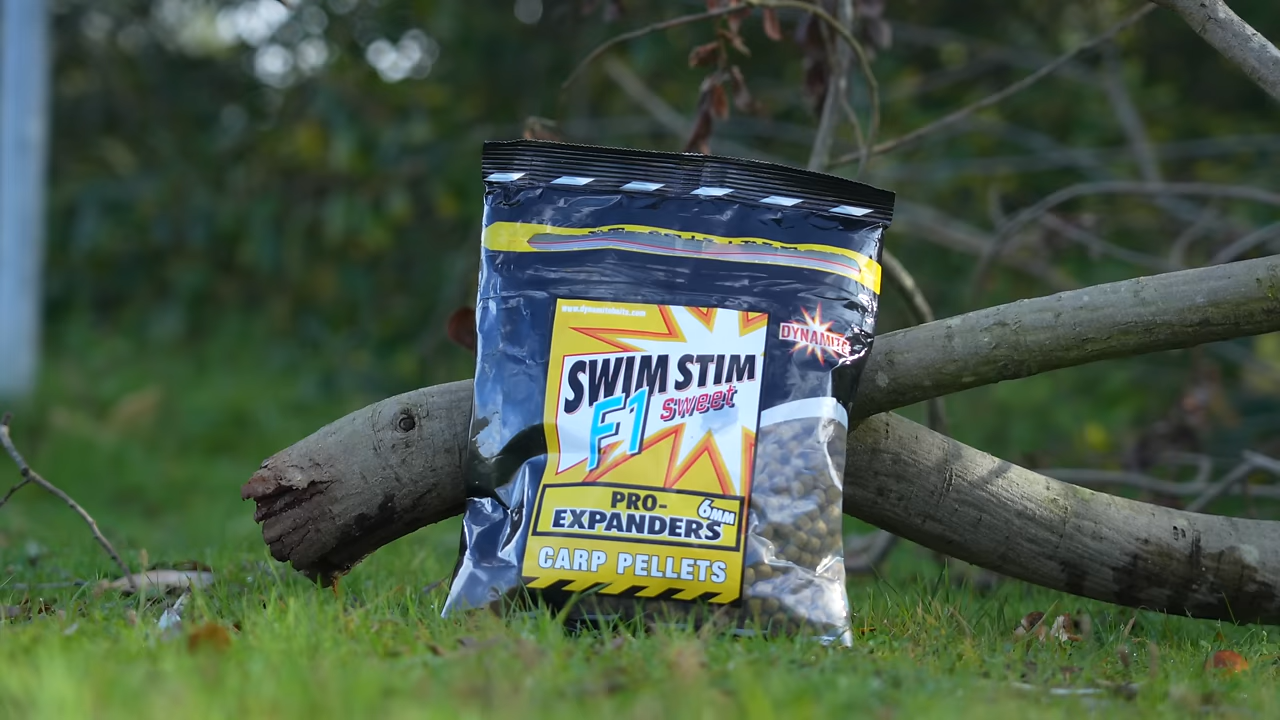 www.dynamitebaits.com
DYNAMITE
SWIM STIM
F1 sweet
PRO-
EXPANDERS 6MM
CARP PELLETS